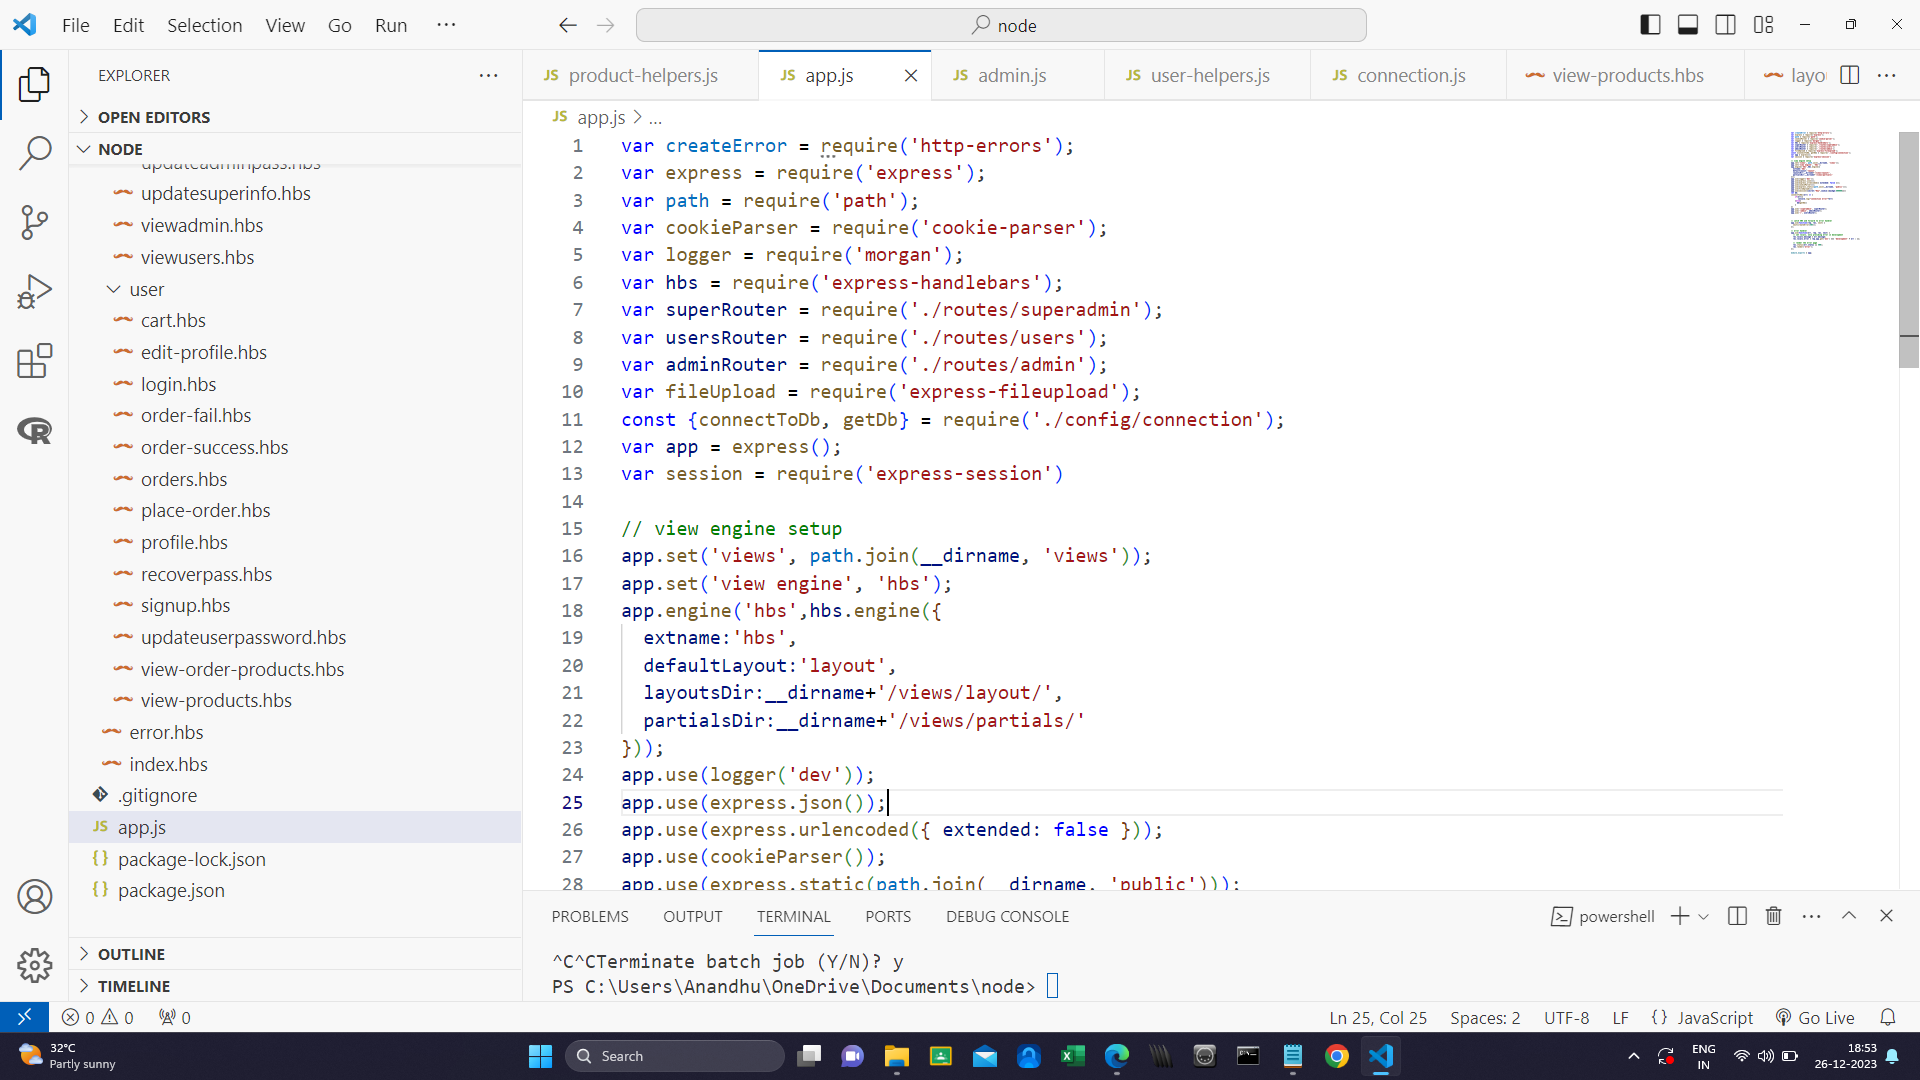 File Edit Selection View Go Run ···
node
EXPLORER ···
OPEN EDITORS
NODE
updateadminpass.hbs
updatesuperinfo.hbs
viewadmin.hbs
viewusers.hbs
user
cart.hbs
edit-profile.hbs
login.hbs
order-fail.hbs
order-success.hbs
orders.hbs
place-order.hbs
profile.hbs
recoverpass.hbs
signup.hbs
updateuserpassword.hbs
view-order-products.hbs
view-products.hbs
error.hbs
index.hbs
.gitignore
JS app.js
{} package-lock.json
{} package.json
OUTLINE
TIMELINE
JS product-helpers.js JS app.js JS admin.js JS user-helpers.js JS connection.js view-products.hbs layou ···
JS app.js > ...
1 var createError = require('http-errors');
2 var express = require('express');
3 var path = require('path');
4 var cookieParser = require('cookie-parser');
5 var logger = require('morgan');
6 var hbs = require('express-handlebars');
7 var superRouter = require('./routes/superadmin');
8 var usersRouter = require('./routes/users');
9 var adminRouter = require('./routes/admin');
10 var fileUpload = require('express-fileupload');
11 const {connectToDb, getDb} = require('./config/connection');
12 var app = express();
13 var session = require('express-session')
14
15 // view engine setup
16 app.set('views', path.join(__dirname, 'views'));
17 app.set('view engine', 'hbs');
18 app.engine('hbs',hbs.engine({
19 extname:'hbs',
20 defaultLayout:'layout',
21 layoutsDir:__dirname+'/views/layout/',
22 partialsDir:__dirname+'/views/partials/'
23 }));
24 app.use(logger('dev'));
25 app.use(express.json());
26 app.use(express.urlencoded({ extended: false }));
27 app.use(cookieParser());
28 app.use(express.static(path.join(__dirname, 'public')));
PROBLEMS OUTPUT TERMINAL PORTS DEBUG CONSOLE powershell ···
^C^CTerminate batch job (Y/N)? y
PS C:\Users\Anandhu\OneDrive\Documents\node>
0 0 0 Ln 25, Col 25 Spaces: 2 UTF-8 LF {} JavaScript Go Live
32°C
Partly sunny
Search
ENG
IN
18:53
26-12-2023